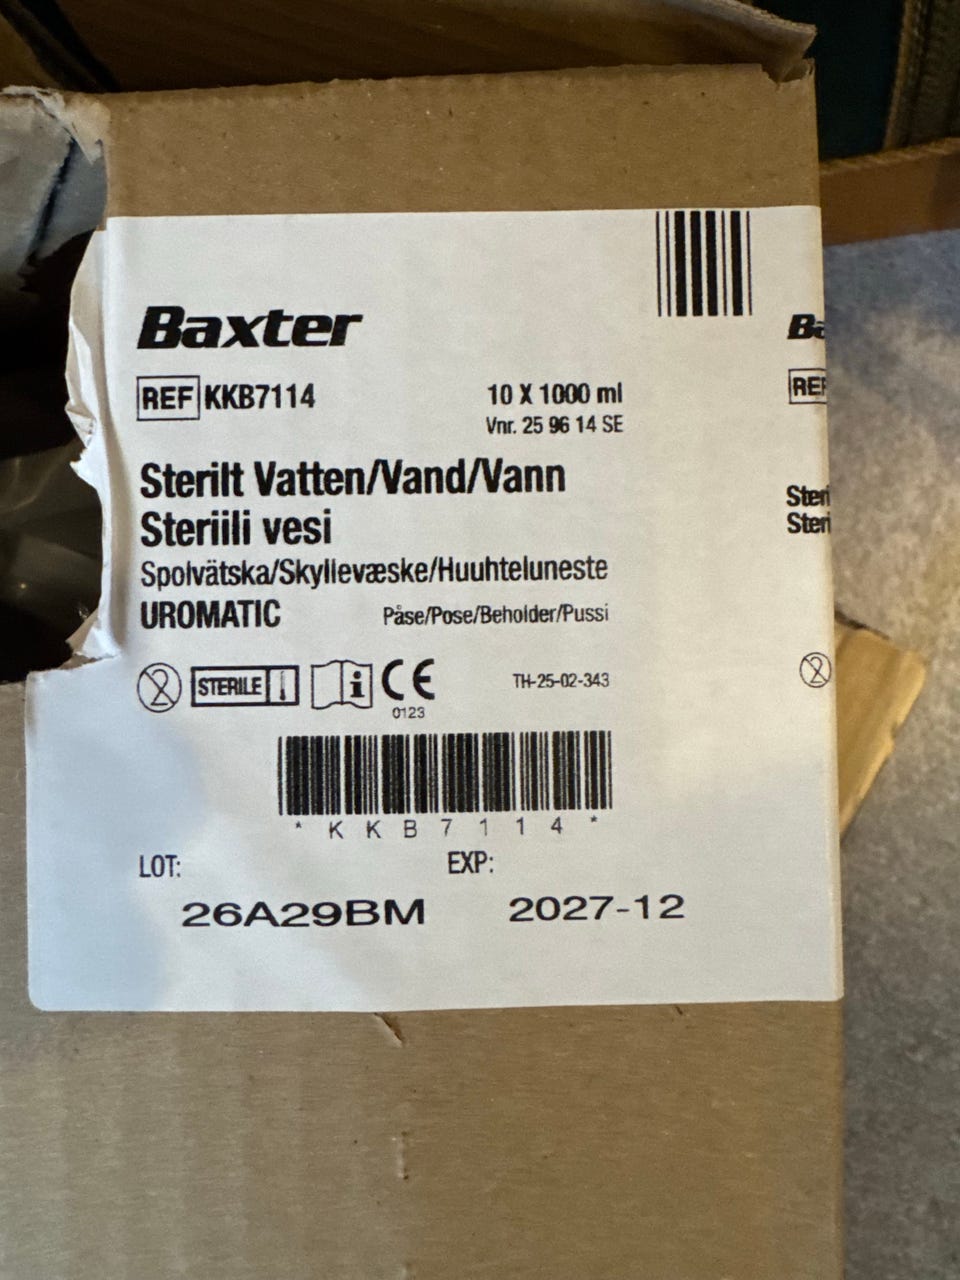 Baxter
REF KKB7114
10 X 1000 ml
Vnr. 25 96 14 SE
Sterilt Vatten/Vand/Vann
Steriili vesi
Spolvätska/Skyllevæske/Huuhteluneste
UROMATIC
Påse/Pose/Beholder/Pussi
2 STERILE i CE
0123
TH-25-02-343
* K K B 7 1 1 4 *
LOT:
EXP:
26A29BM
2027-12
Ba
REF
Steri
Steri
2